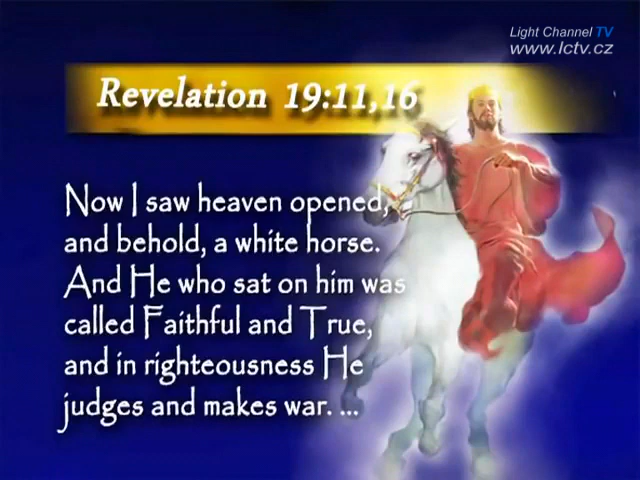 Light Channel TV
www.lctv.cz
Revelation 19:11,16
Now I saw heaven opened,
and behold, a white horse.
And He who sat on him was
called Faithful and True,
and in righteousness He
judges and makes war. ...